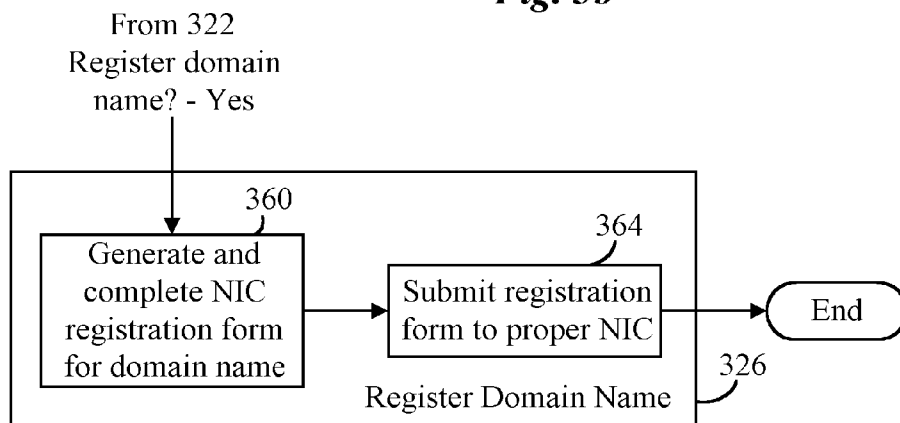 From 322
Register domain
name? - Yes
360
Generate and
complete NIC
registration form
for domain name
364
Submit registration
form to proper NIC
End
326
Register Domain Name